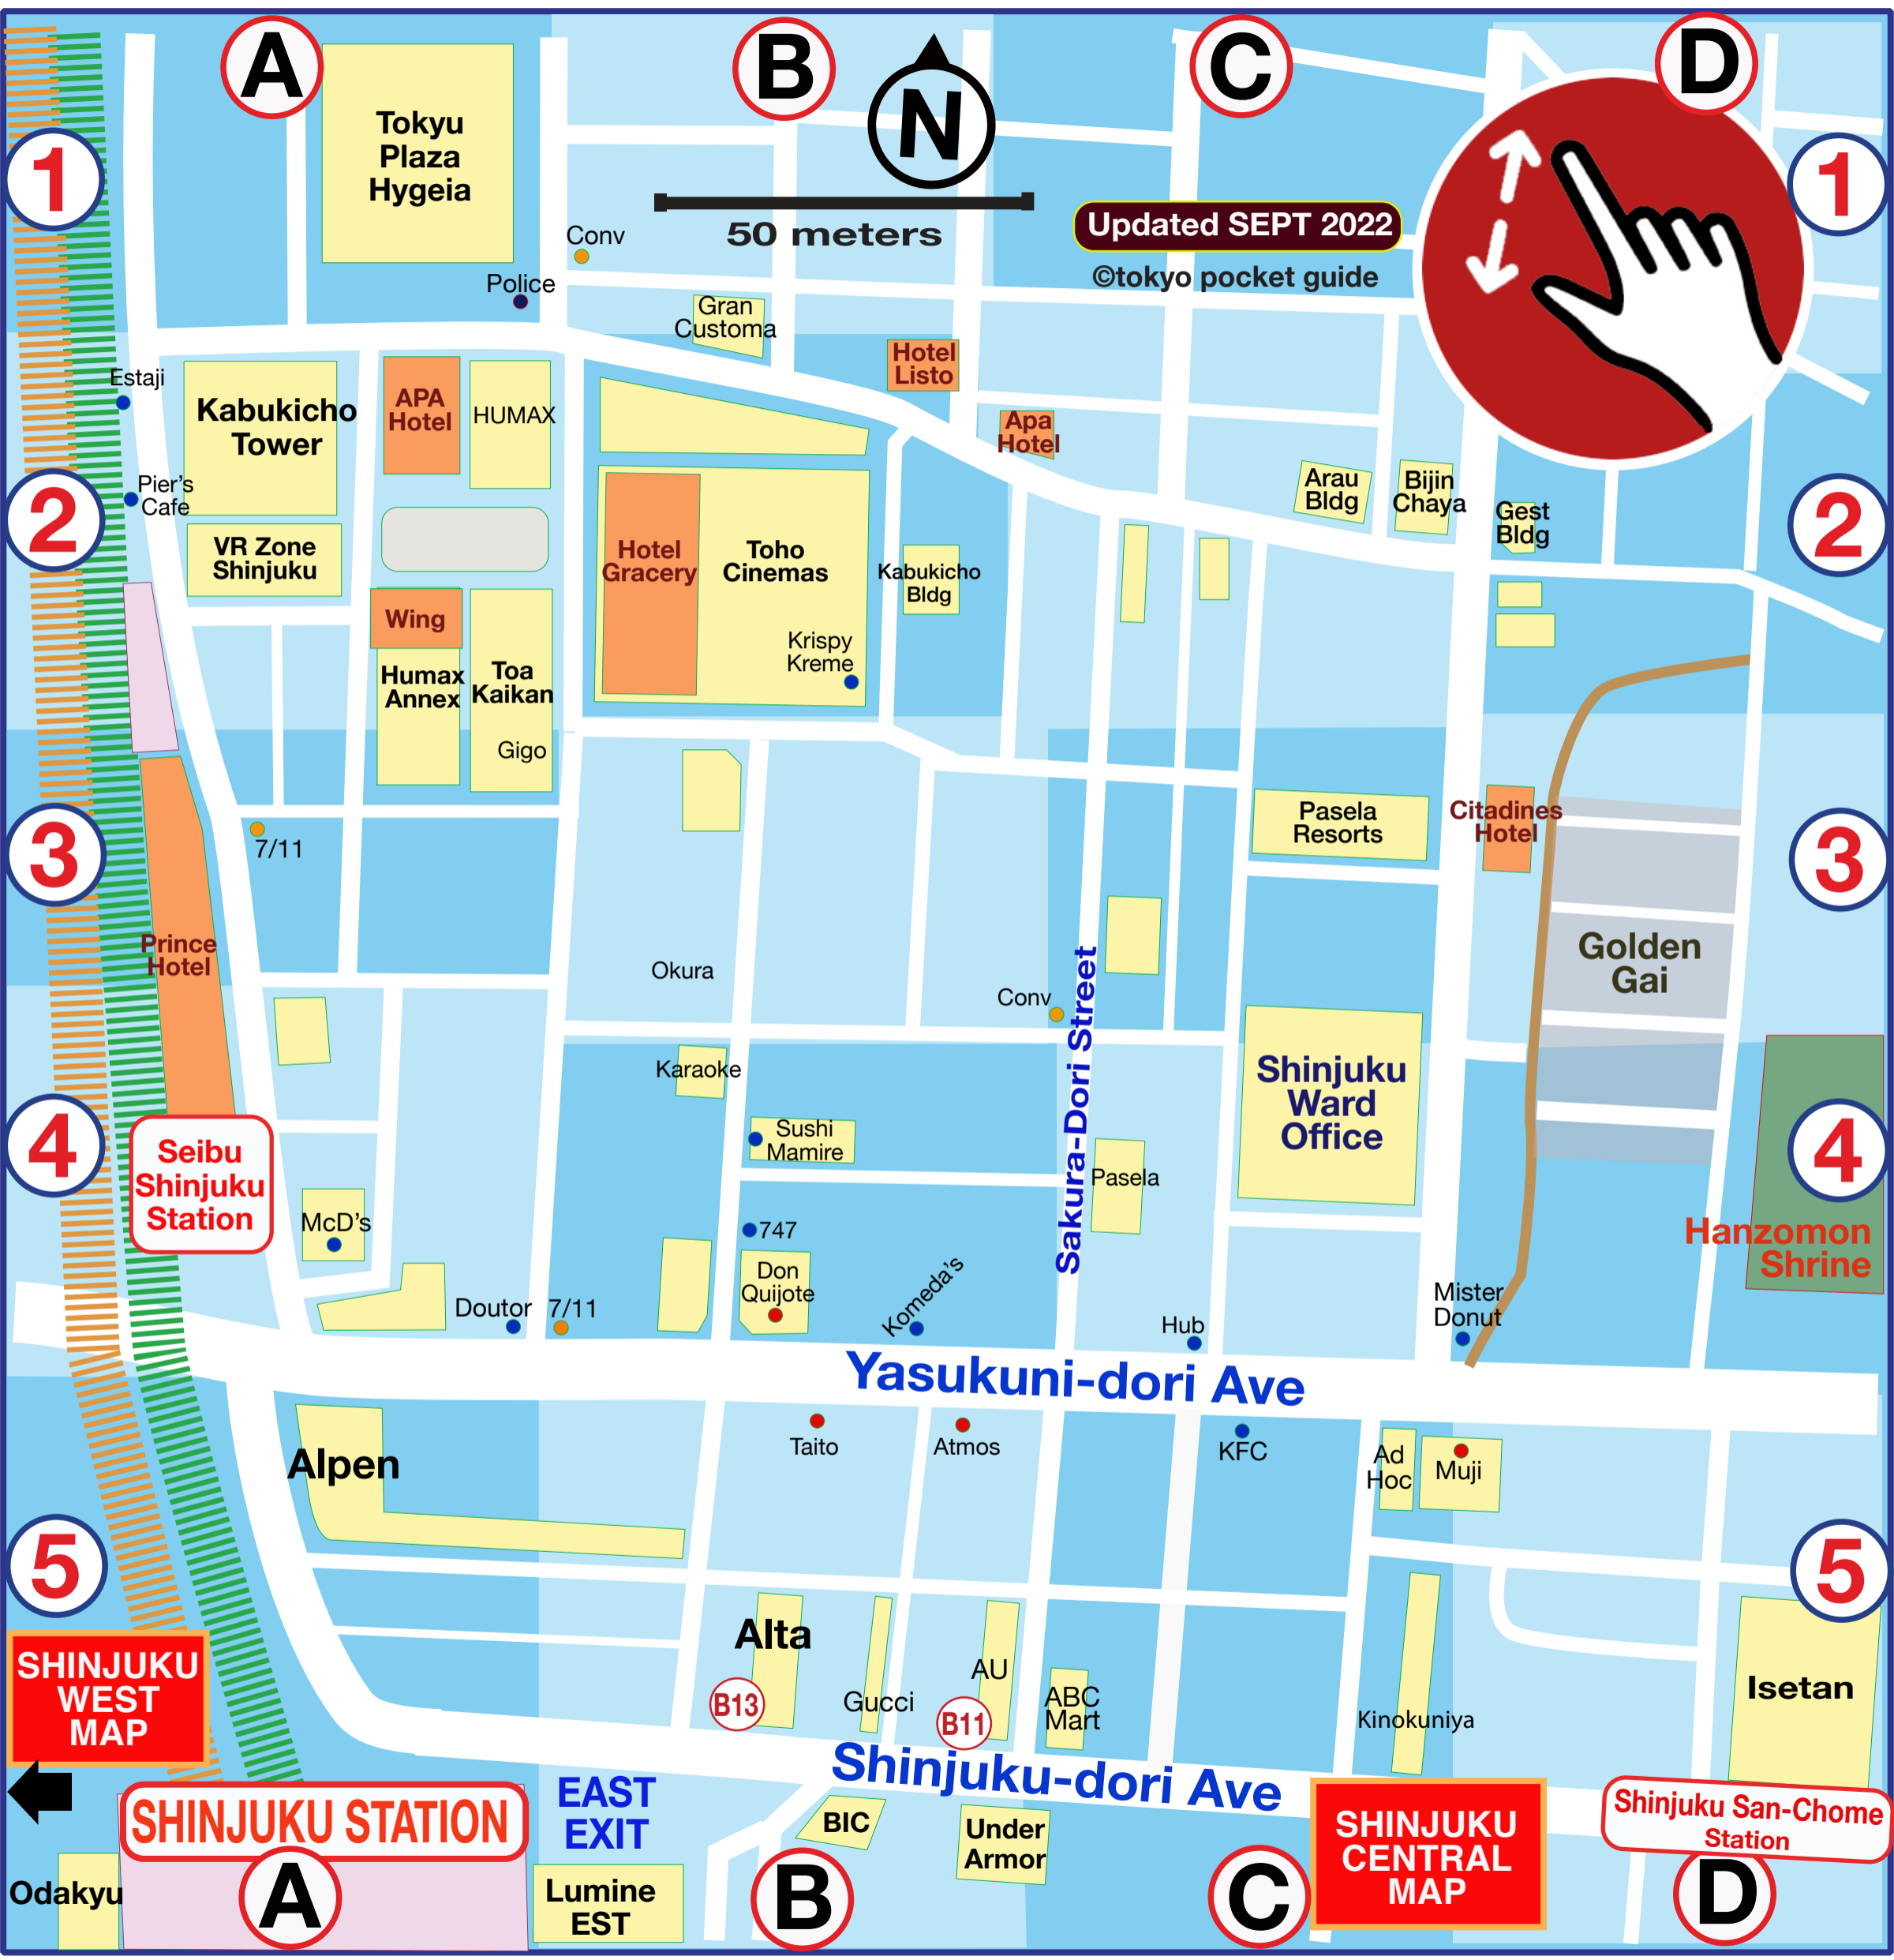 A
B
C
D
N
1
1
Tokyu
Plaza
Hygeia
Conv
50 meters
Updated SEPT 2022
©tokyo pocket guide
Police
Gran
Customa
Hotel
Listo
Estaji
Kabukicho
Tower
APA
Hotel
HUMAX
Apa
Hotel
Pier's
Cafe
2
2
Arau
Bldg
Bijin
Chaya
Gest
Bldg
VR Zone
Shinjuku
Hotel
Gracery
Toho
Cinemas
Kabukicho
Bldg
Wing
Krispy
Kreme
Humax
Annex
Toa
Kaikan
Gigo
3
3
7/11
Pasela
Resorts
Citadines
Hotel
Prince
Hotel
Okura
Conv
Golden
Gai
Sakura-Dori Street
Karaoke
Shinjuku
Ward
Office
4
4
Sushi
Mamire
Seibu
Shinjuku
Station
Pasela
McD's
747
Hanzomon
Shrine
Don
Quijote
Komeda's
Doutor
7/11
Hub
Mister
Donut
Yasukuni-dori Ave
Alpen
Taito
Atmos
KFC
Ad
Hoc
Muji
5
5
Alta
B13
Gucci
AU
B11
ABC
Mart
Kinokuniya
Isetan
SHINJUKU
WEST
MAP
Shinjuku-dori Ave
SHINJUKU STATION
EAST
EXIT
BIC
Under
Armor
SHINJUKU
CENTRAL
MAP
Shinjuku San-Chome
Station
Odakyu
Lumine
EST
A
B
C
D